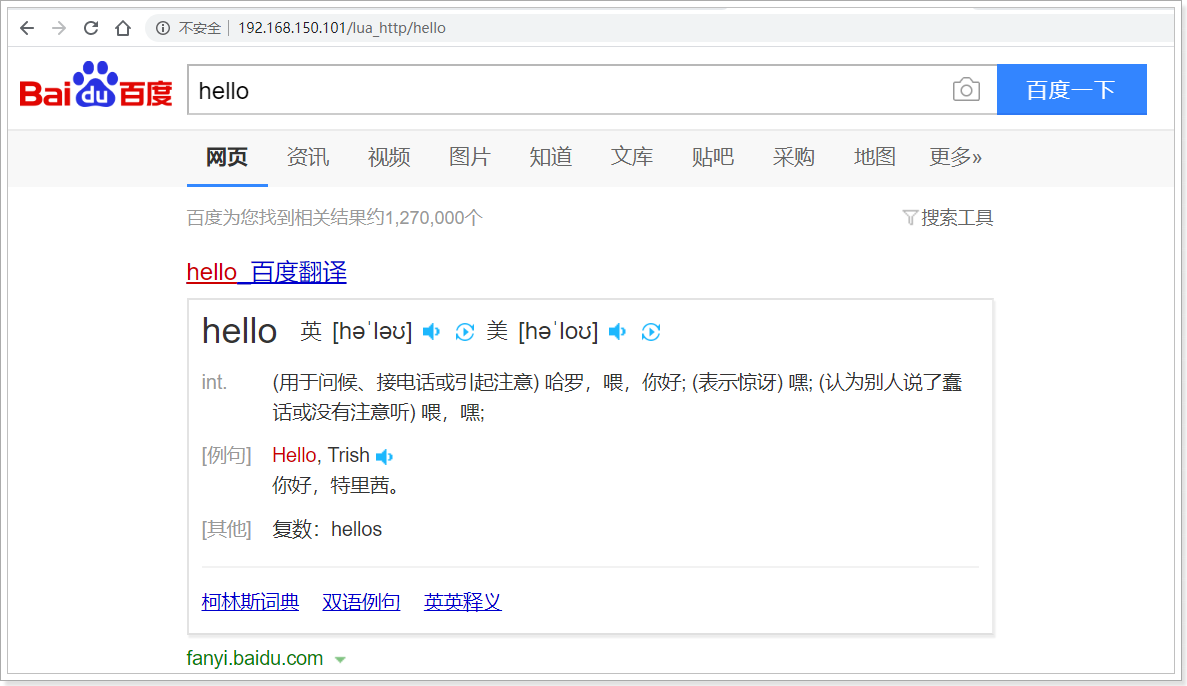 不安全 192.168.150.101/lua_http/hello
Bai du 百度 hello 百度一下
网页 资讯 视频 图片 知道 文库 贴吧 采购 地图 更多»
百度为您找到相关结果约1,270,000个 搜索工具
hello_百度翻译
hello 英 [həˈləʊ] 美 [həˈloʊ]
int. (用于问候、接电话或引起注意) 哈罗，喂，你好; (表示惊讶) 嘿; (认为别人说了蠢
话或没有注意听) 喂，嘿;
[例句] Hello, Trish
你好，特里茜。
[其他] 复数：hellos
柯林斯词典 双语例句 英英释义
fanyi.baidu.com